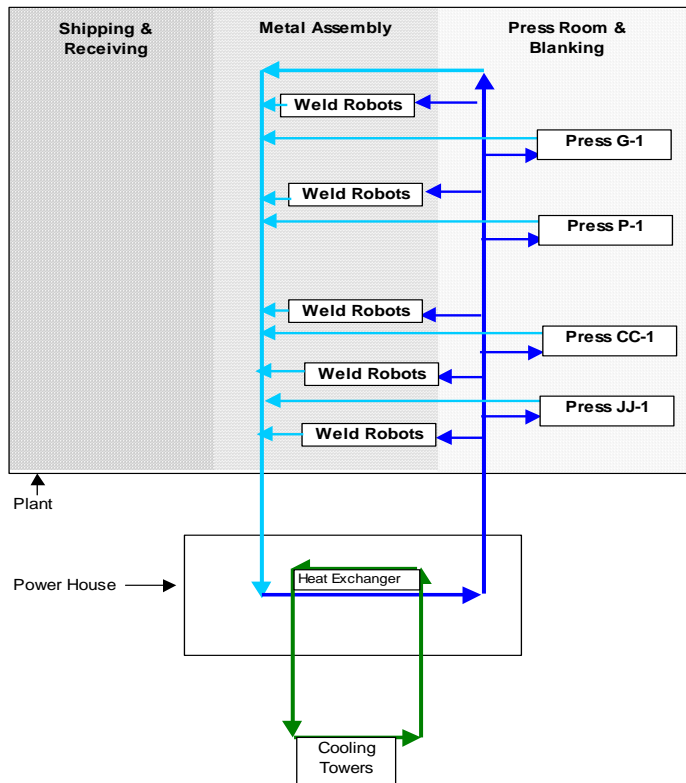 Shipping &
Receiving
Metal Assembly
Press Room &
Blanking
Weld Robots
Press G-1
Weld Robots
Press P-1
Weld Robots
Press CC-1
Weld Robots
Press JJ-1
Weld Robots
Plant
Power House
Heat Exchanger
Cooling
Towers